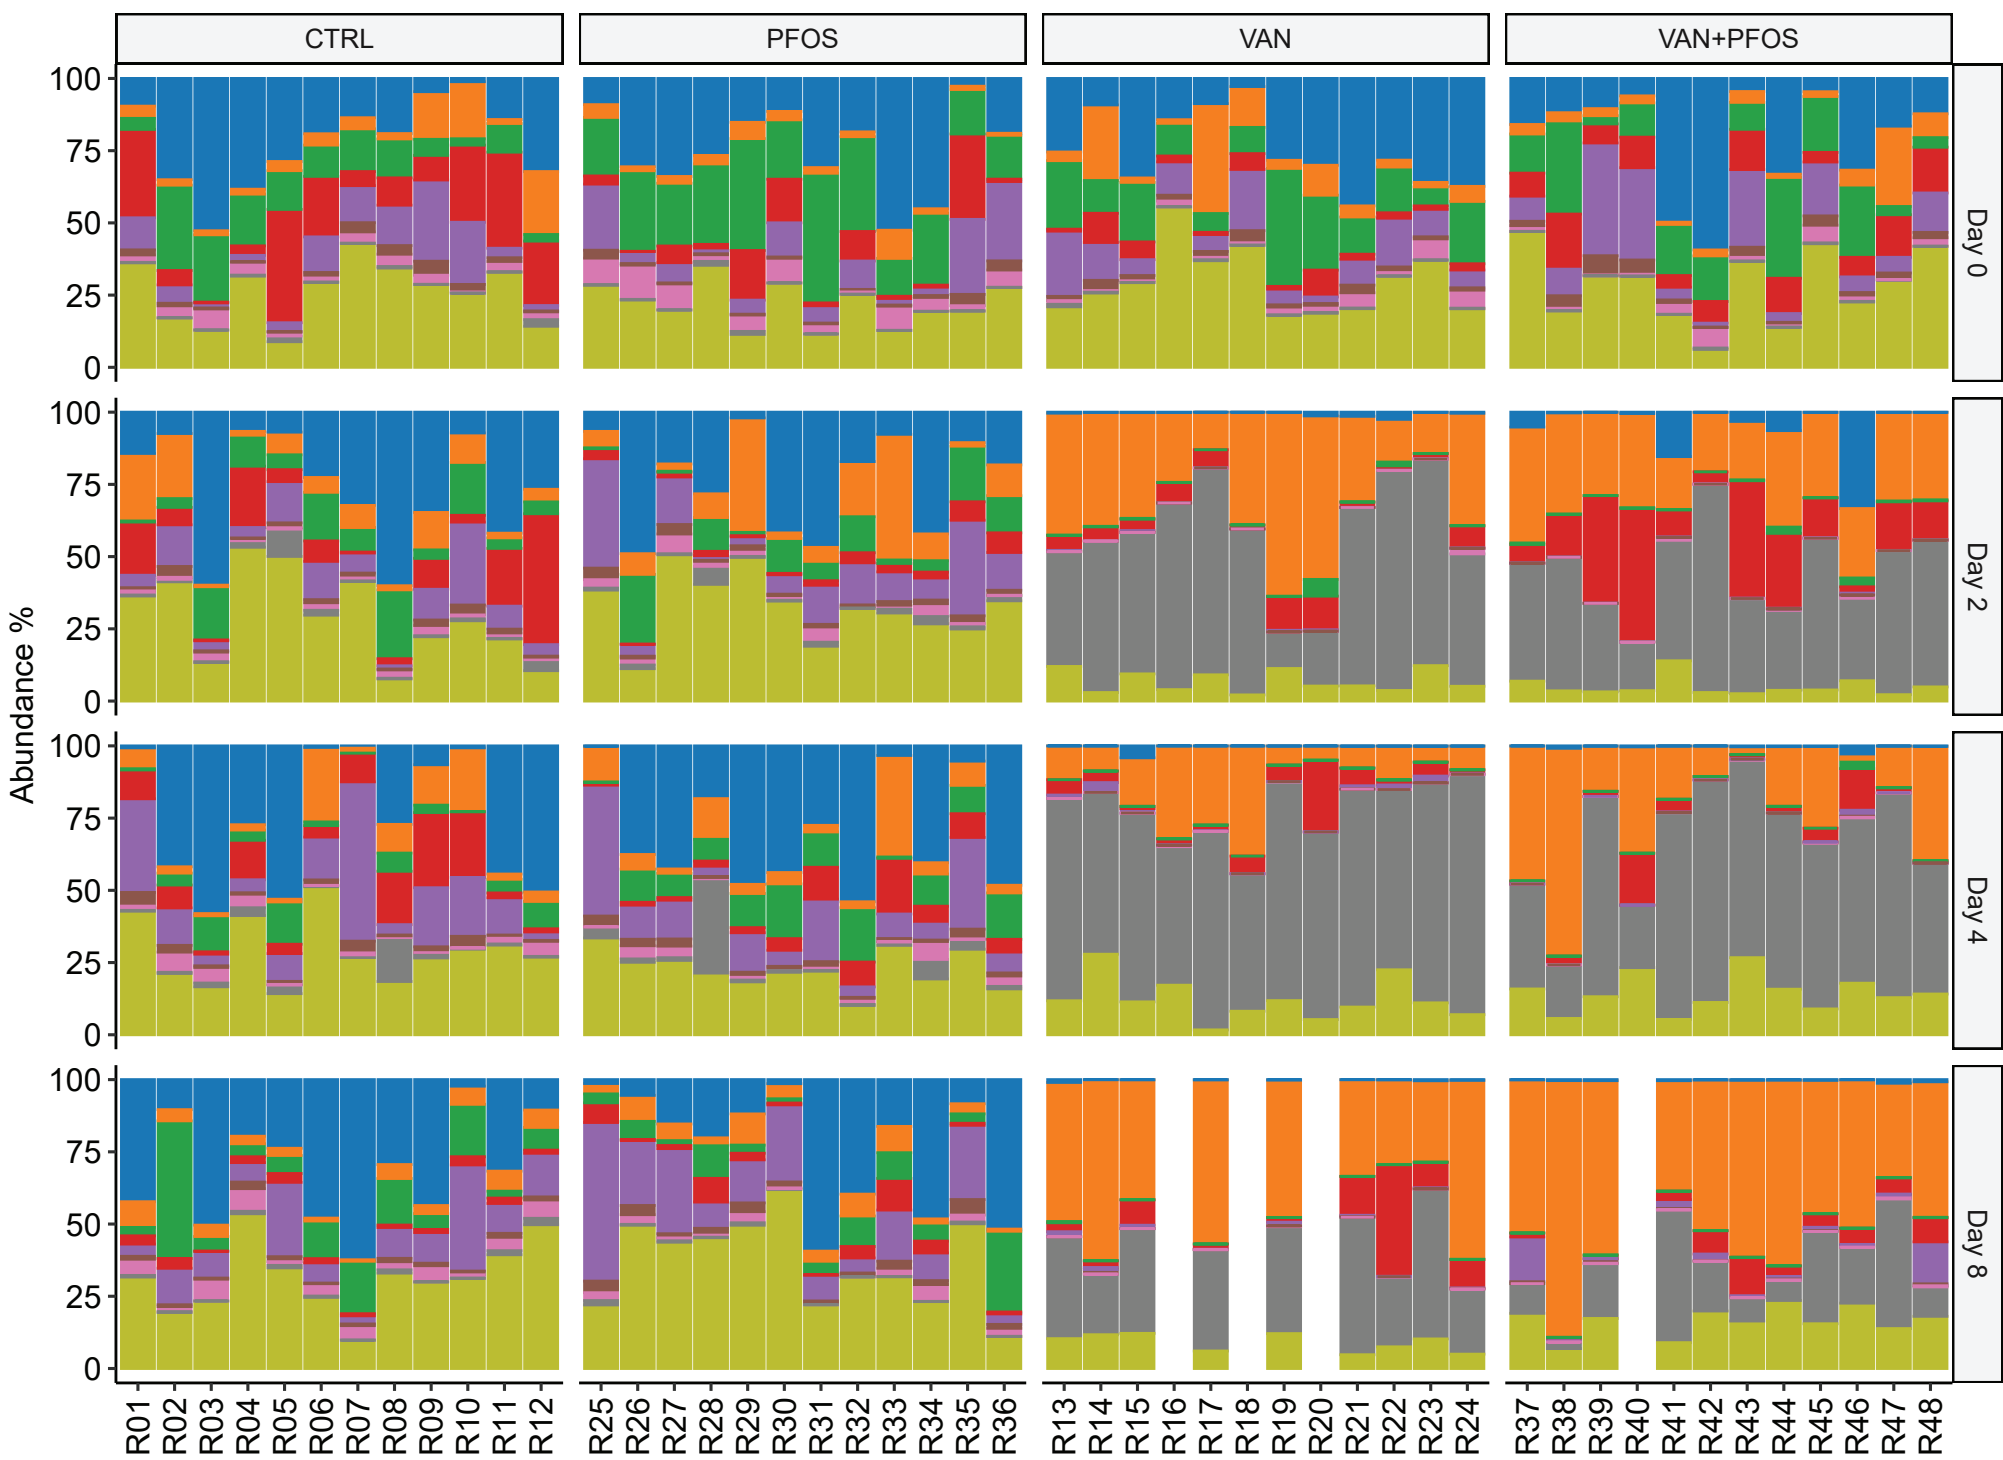 CTRL PFOS VAN VAN+PFOS
100
75
50
25
0
Day 0
100
75
50
25
0
Day 2
100
75
50
25
0
Day 4
100
75
50
25
0
Day 8
Abundance %
R01 R02 R03 R04 R05 R06 R07 R08 R09 R10 R11 R12 R25 R26 R27 R28 R29 R30 R31 R32 R33 R34 R35 R36 R13 R14 R15 R16 R17 R18 R19 R20 R21 R22 R23 R24 R37 R38 R39 R40 R41 R42 R43 R44 R45 R46 R47 R48